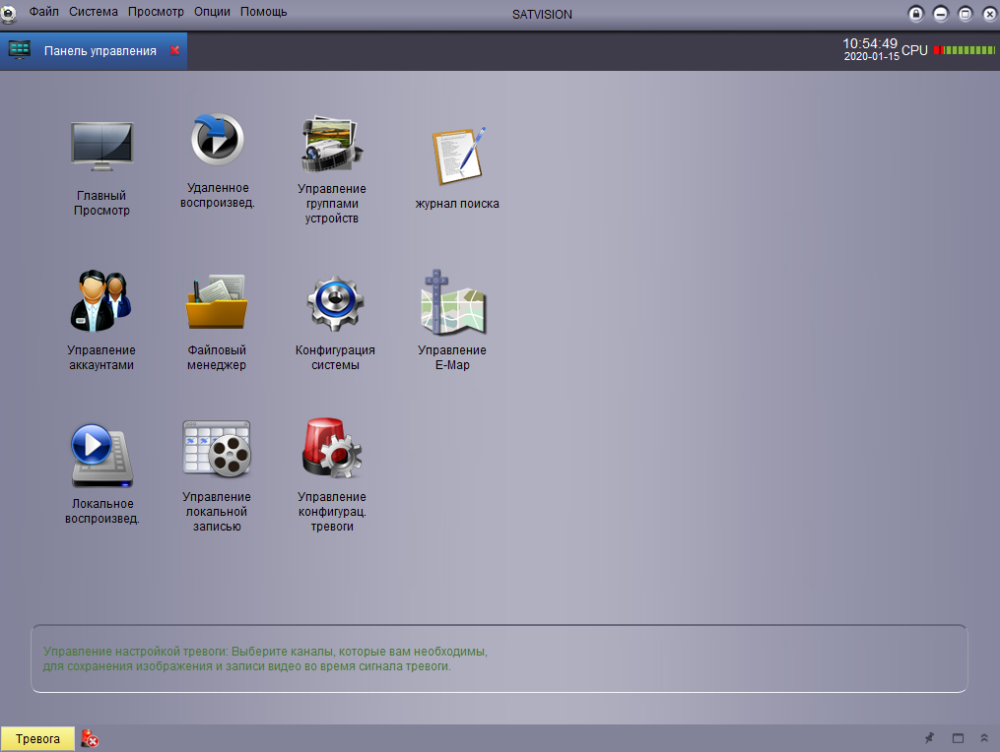 Файл Система Просмотр Опции Помощь
SATVISION
Панель управления
10:54:49
2020-01-15
CPU
Главный
Просмотр
Удаленное
воспроизвед.
Управление
группами
устройств
журнал поиска
Управление
аккаунтами
Файловый
менеджер
Конфигурация
системы
Управление
E-Map
Локальное
воспроизвед.
Управление
локальной
записью
Управление
конфигурац.
тревоги
Управление настройкой тревоги: Выберите каналы, которые вам необходимы,
для сохранения изображения и записи видео во время сигнала тревоги.
Тревога